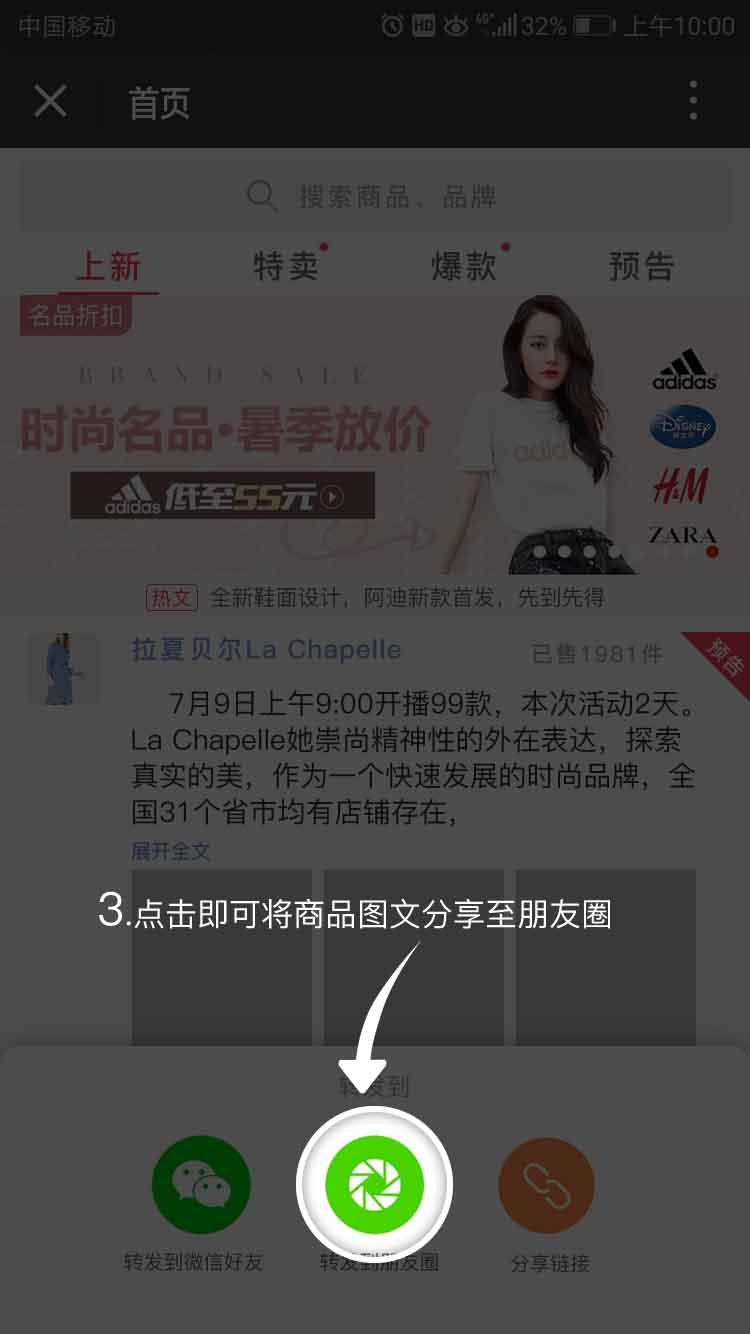 中国移动
HD 4G 32% 上午10:00
首页
搜索商品、品牌
上新 特卖 爆款 预告
名品折扣
BRAND SALE
时尚名品·暑季放价
adidas 低至55元
adidas
Disney
H&M
ZARA
热文 全新鞋面设计，阿迪新款首发，先到先得
拉夏贝尔La Chapelle 已售1981件
预告
7月9日上午9:00开播99款，本次活动2天。
La Chapelle她崇尚精神性的外在表达，探索
真实的美，作为一个快速发展的时尚品牌，全
国31个省市均有店铺存在，
展开全文
3.点击即可将商品图文分享至朋友圈
转发到
转发到微信好友 转发到朋友圈 分享链接